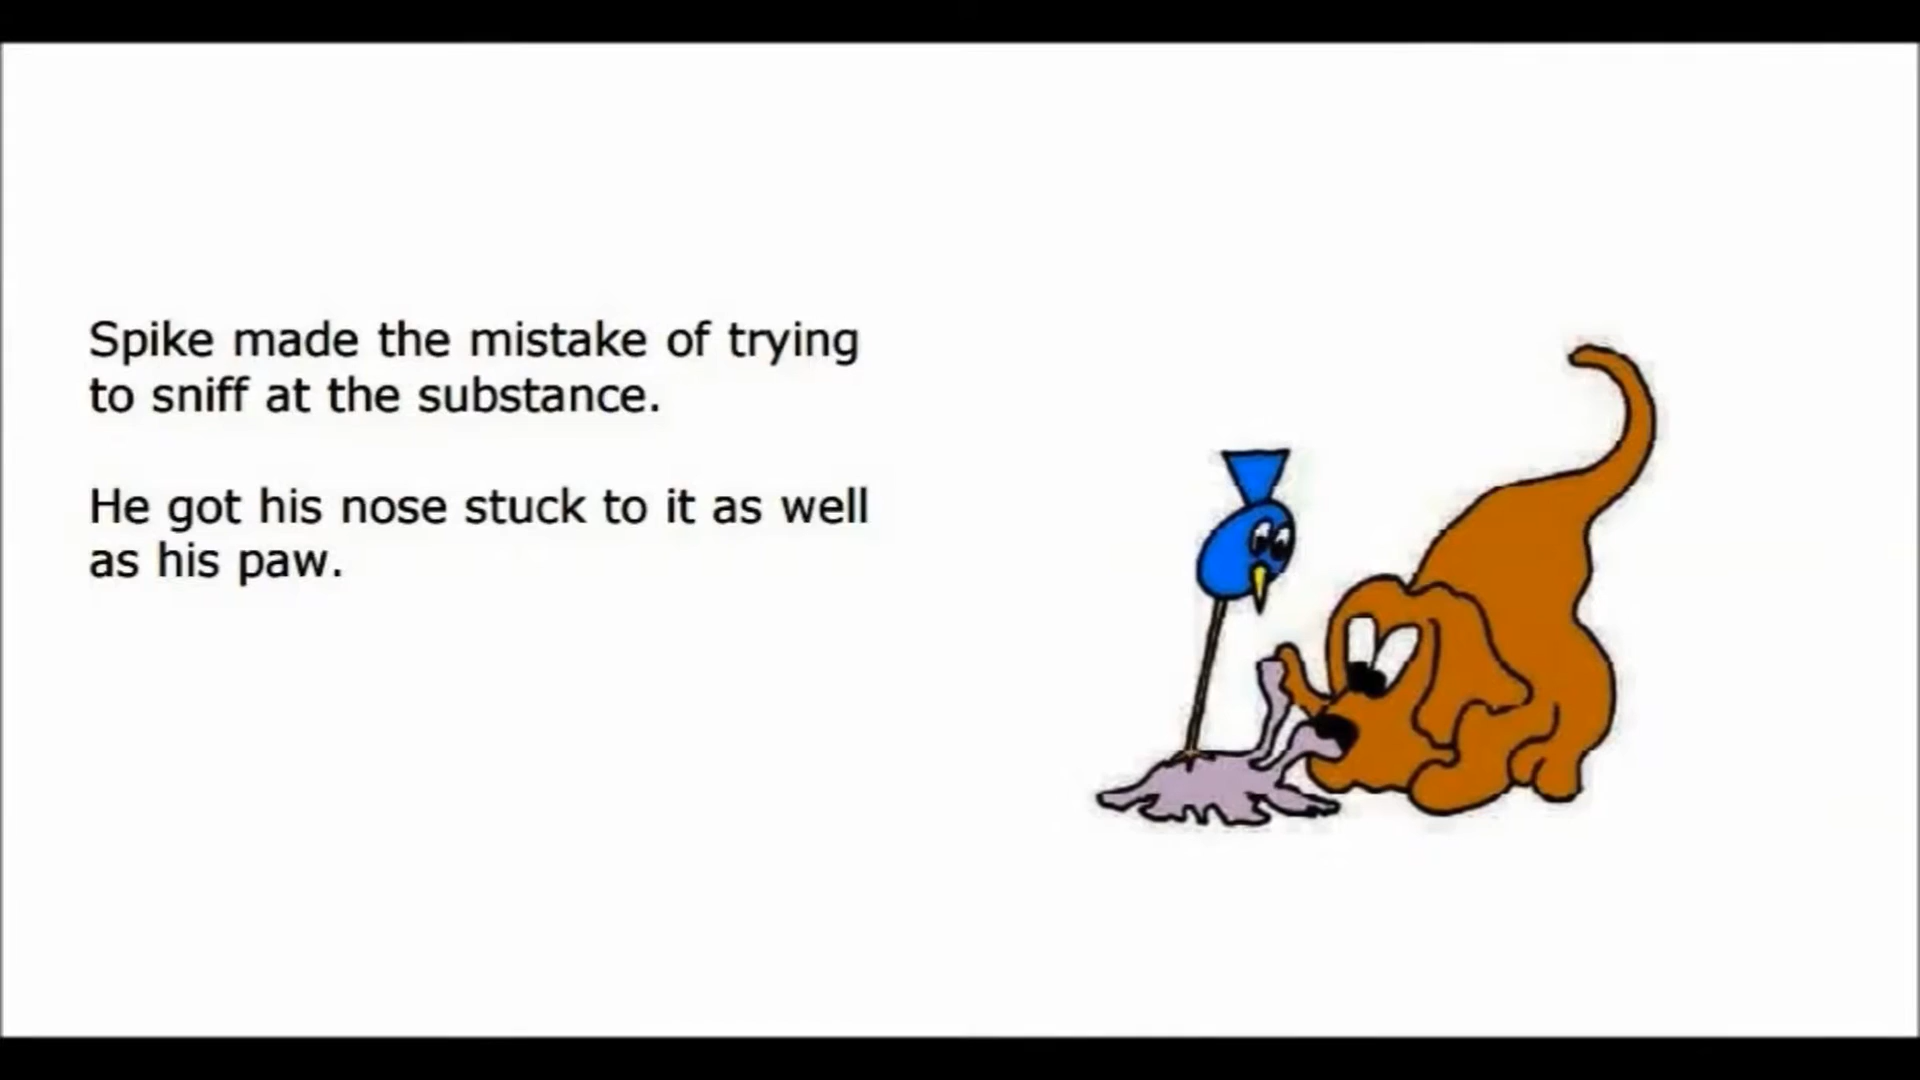 Spike made the mistake of trying
to sniff at the substance.
He got his nose stuck to it as well
as his paw.